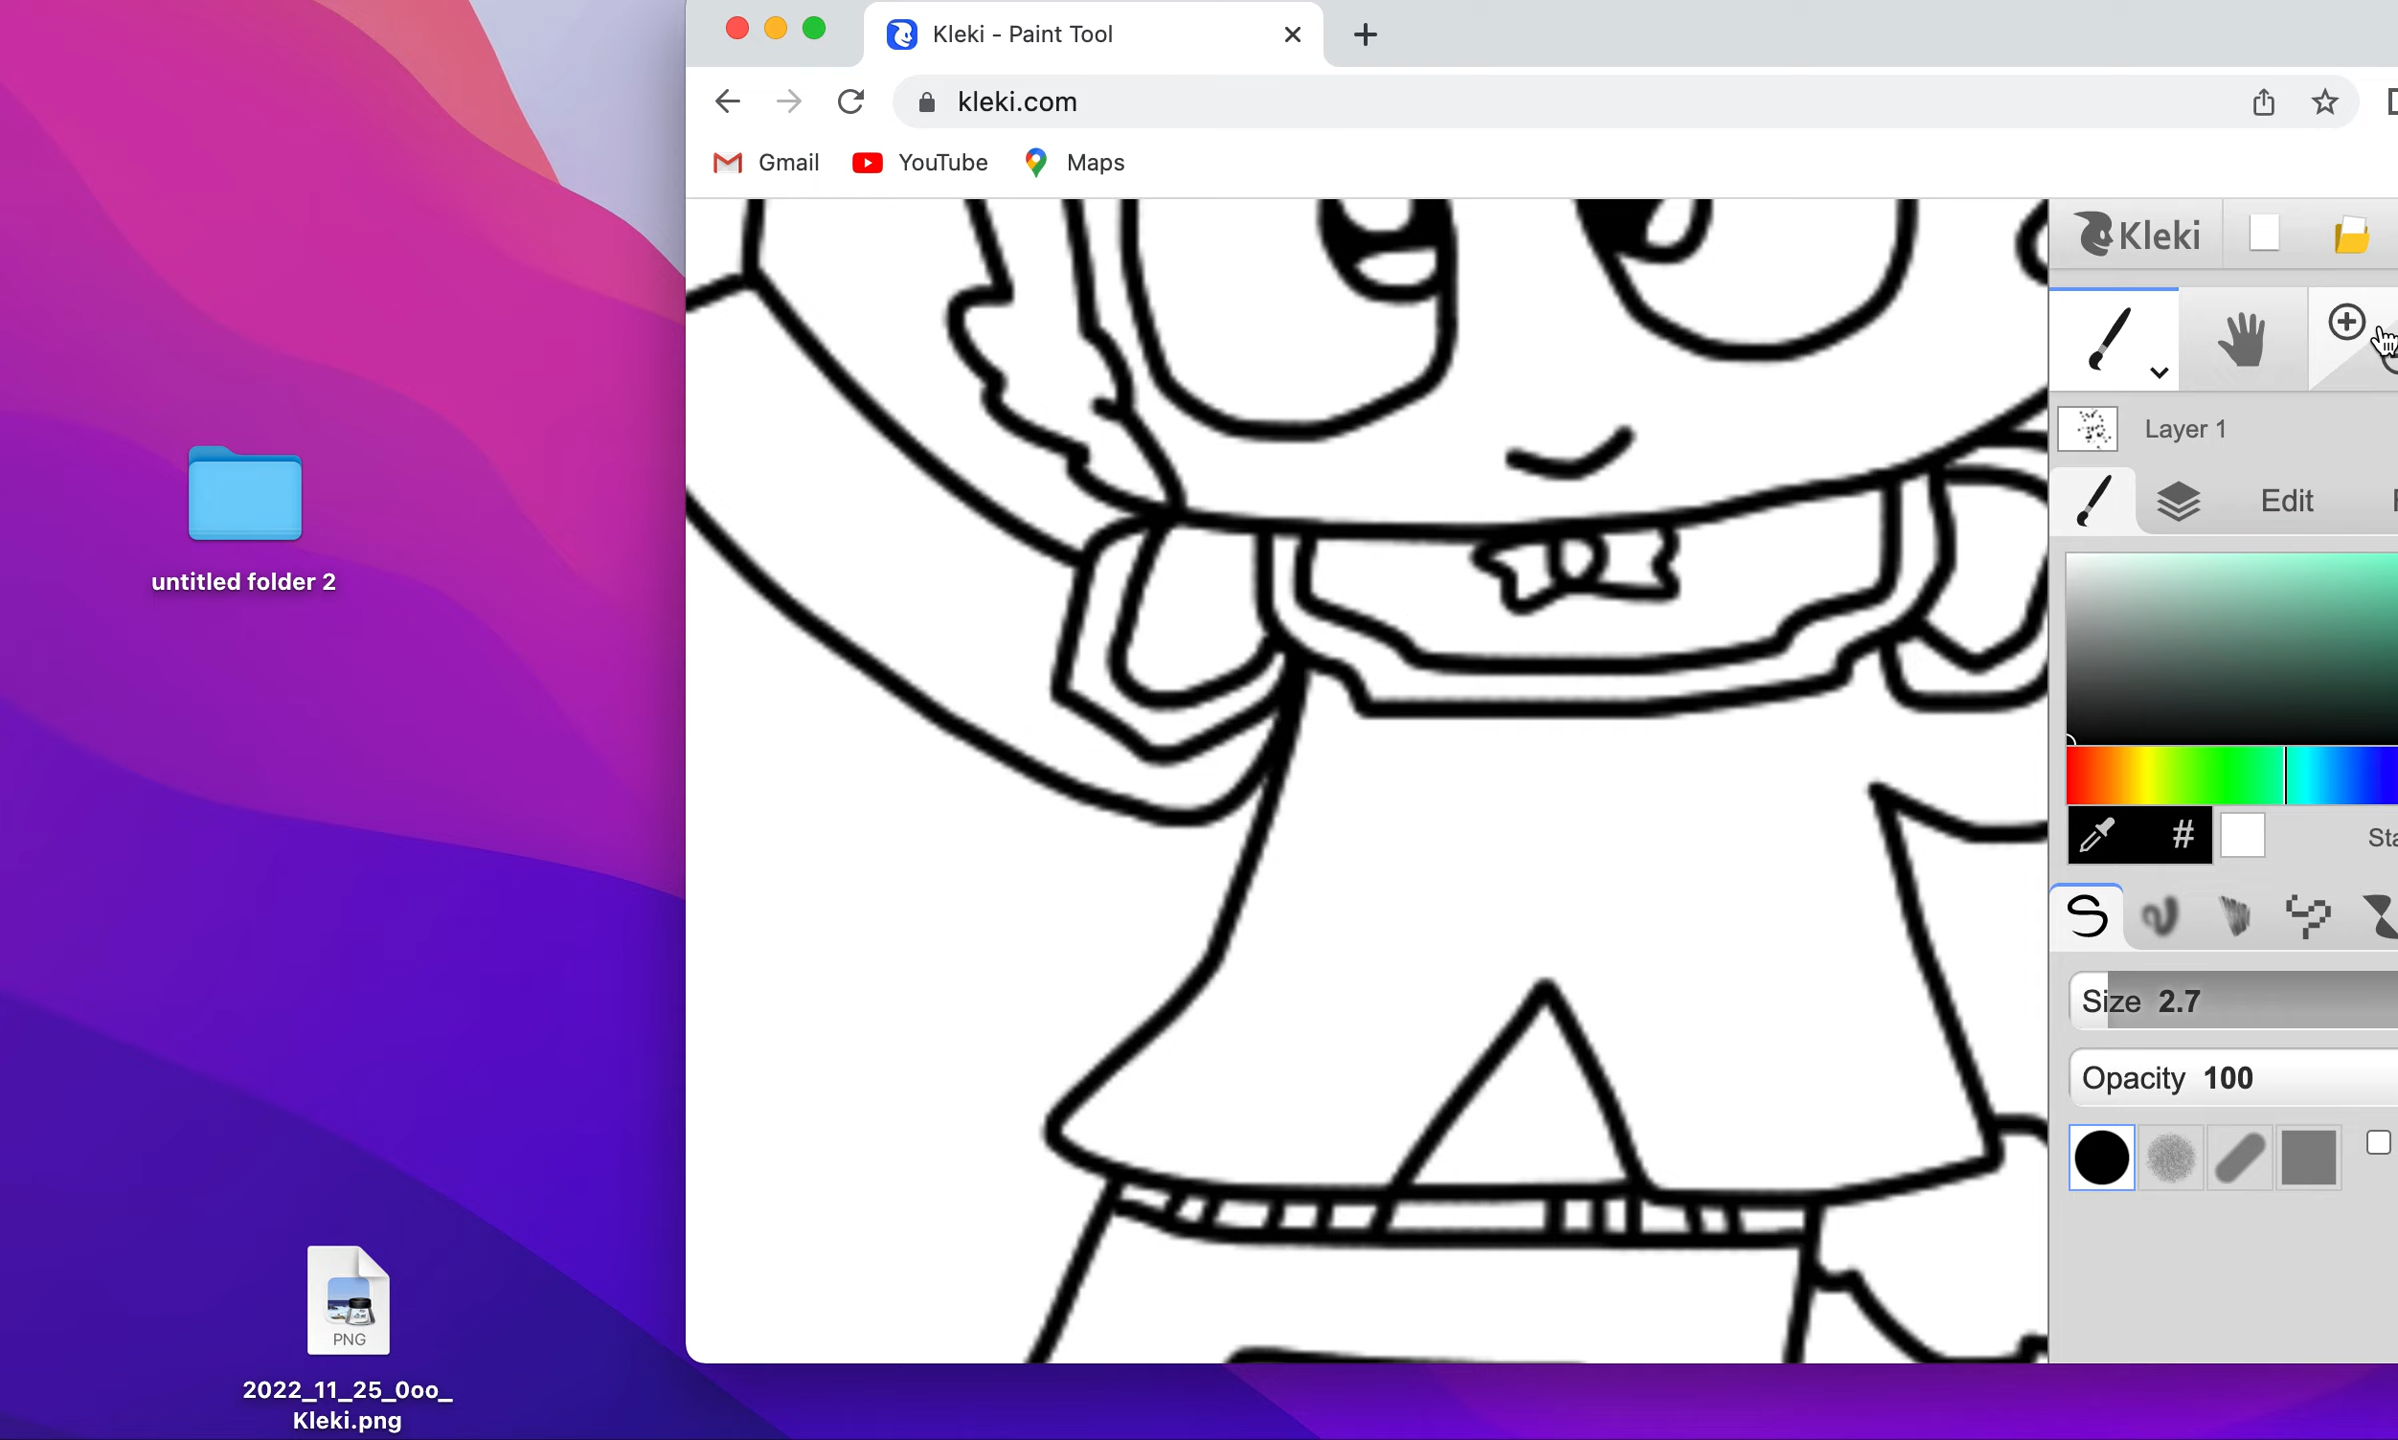 Kleki - Paint Tool
kleki.com
Gmail
YouTube
Maps
Kleki
Layer 1
Edit
untitled folder 2
#
Size 2.7
Opacity 100
PNG
2022_11_25_0oo_
Kleki.png